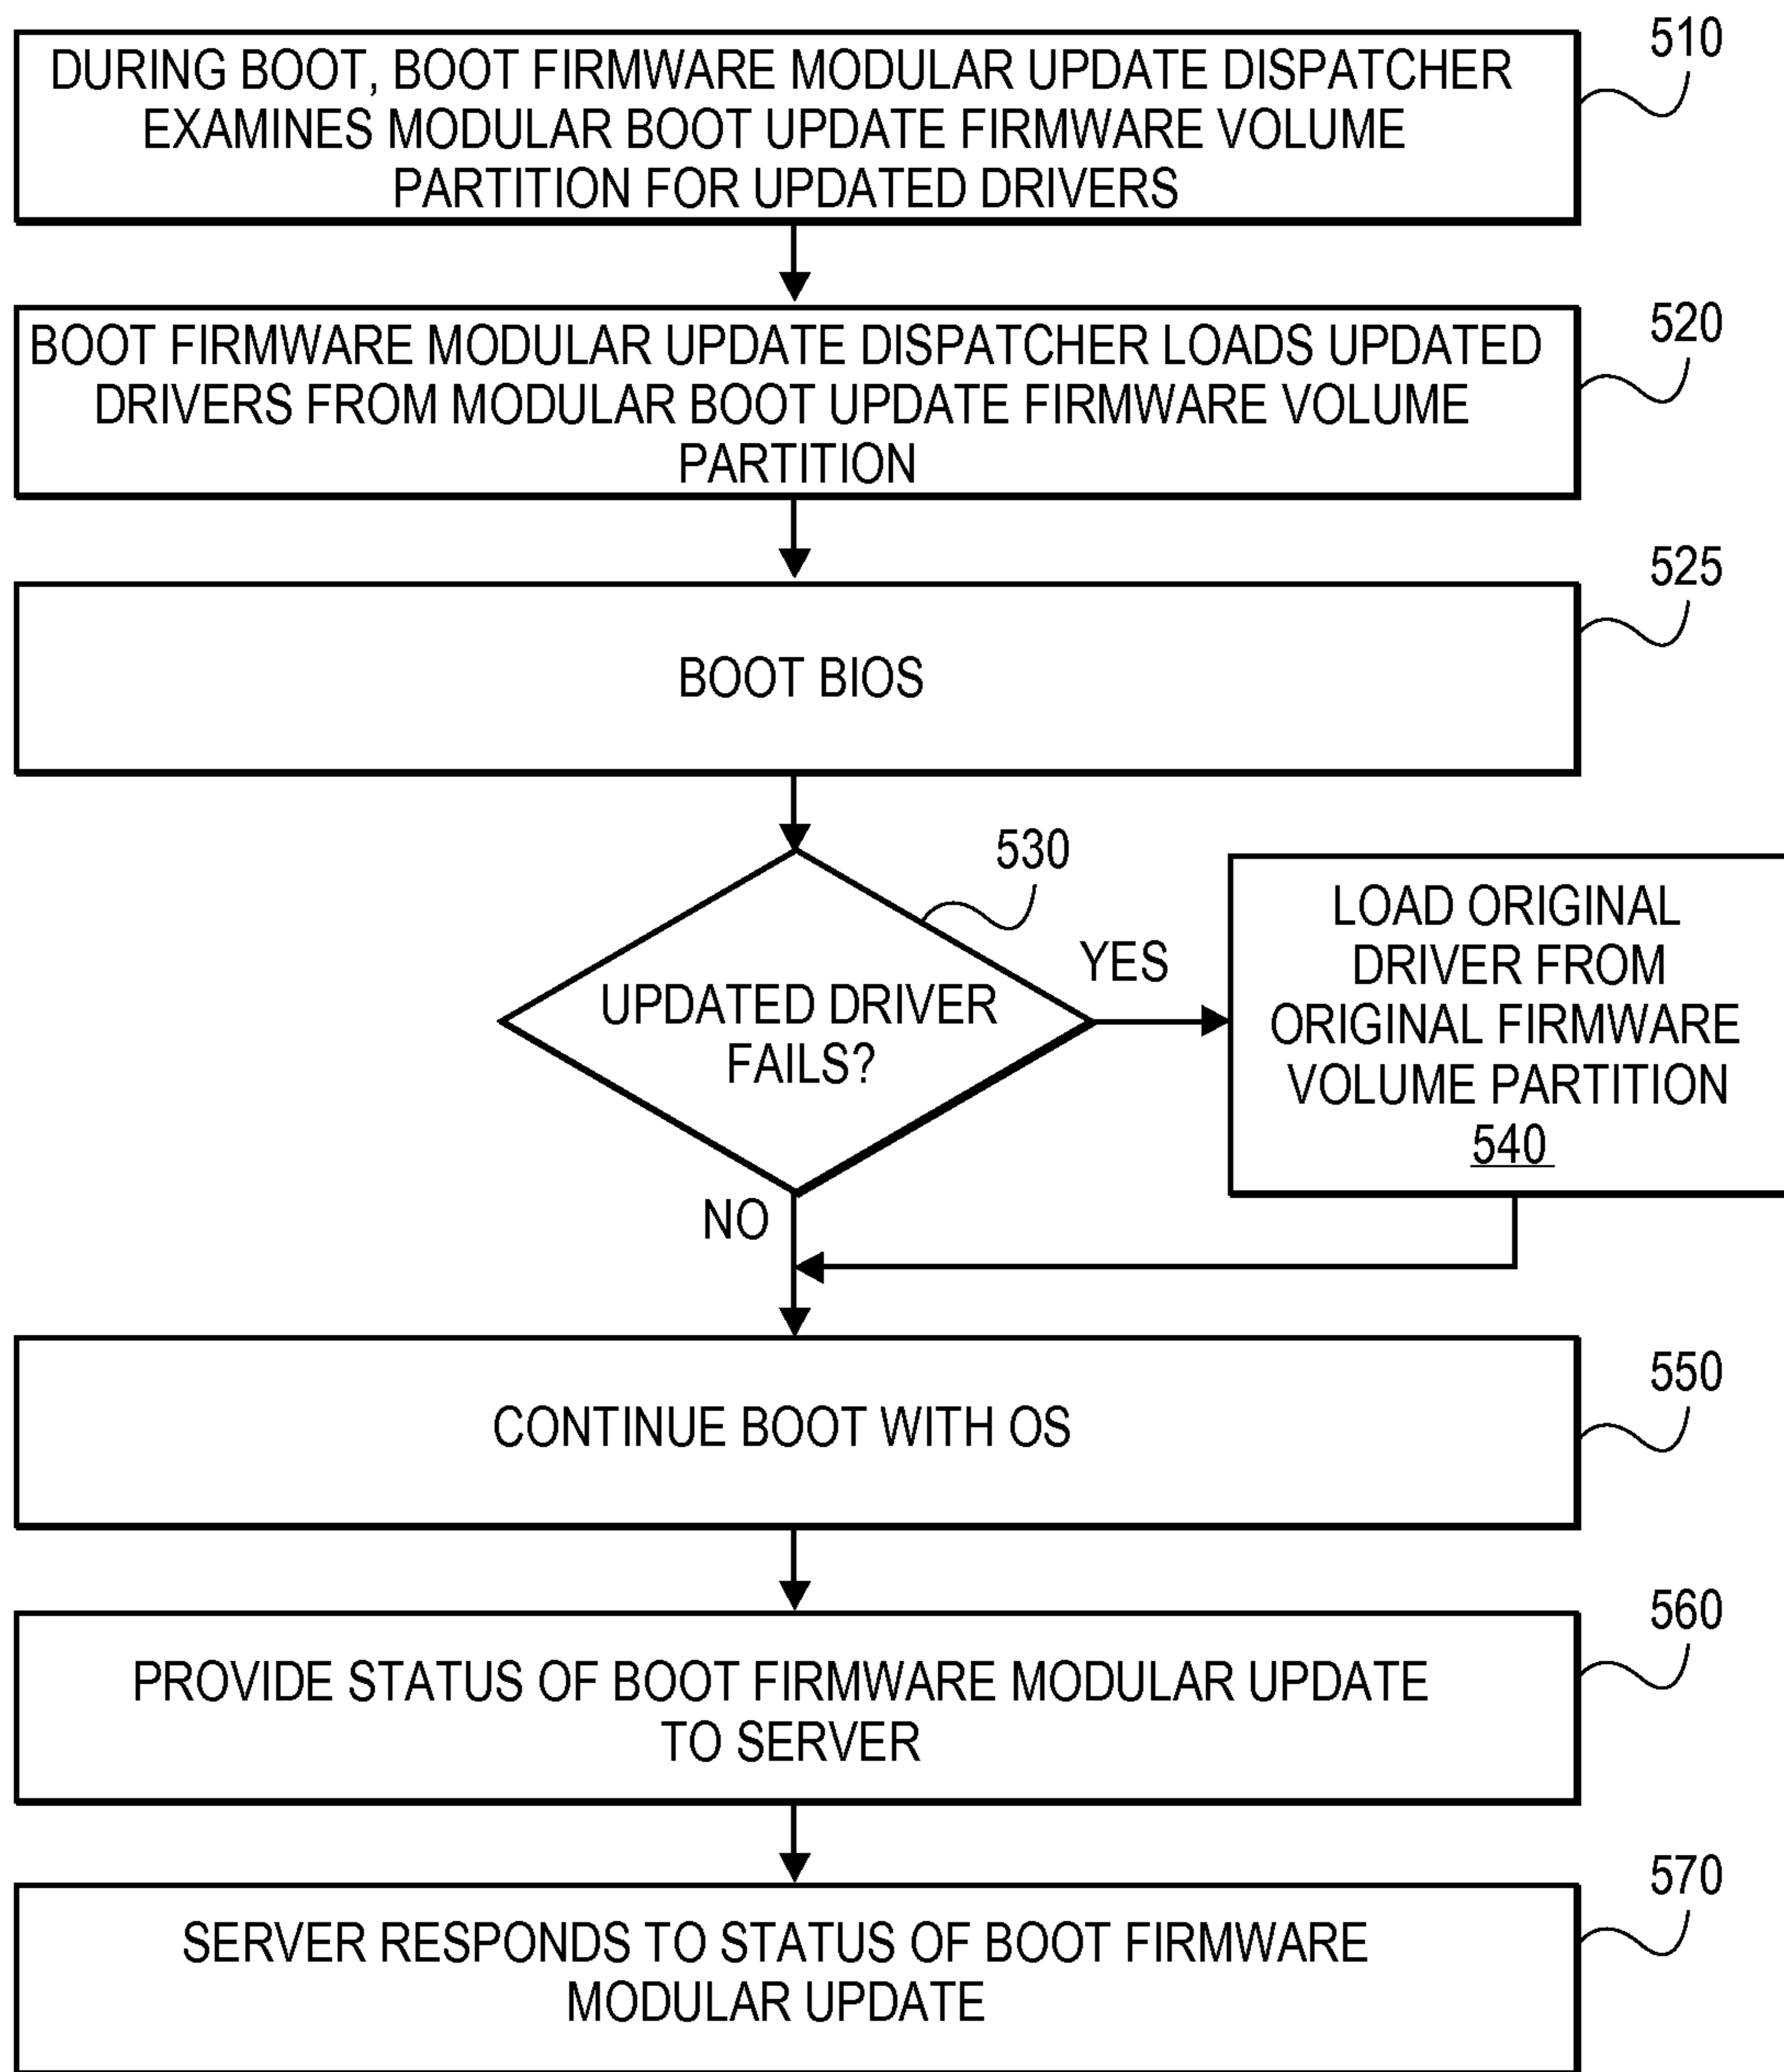 510
DURING BOOT, BOOT FIRMWARE MODULAR UPDATE DISPATCHER
EXAMINES MODULAR BOOT UPDATE FIRMWARE VOLUME
PARTITION FOR UPDATED DRIVERS
520
BOOT FIRMWARE MODULAR UPDATE DISPATCHER LOADS UPDATED
DRIVERS FROM MODULAR BOOT UPDATE FIRMWARE VOLUME
PARTITION
525
BOOT BIOS
530
UPDATED DRIVER
FAILS?
YES
LOAD ORIGINAL
DRIVER FROM
ORIGINAL FIRMWARE
VOLUME PARTITION
540
NO
550
CONTINUE BOOT WITH OS
560
PROVIDE STATUS OF BOOT FIRMWARE MODULAR UPDATE
TO SERVER
570
SERVER RESPONDS TO STATUS OF BOOT FIRMWARE
MODULAR UPDATE